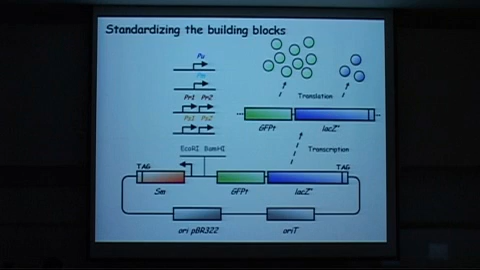 Standardizing the building blocks
Pu
Pm
Pr1 Pr2
Ps1 Ps2
Translation
GFPt lacZ*
EcoRI BamHI
Transcription
TAG TAG
Sm GFPt lacZ*
ori pBR322 oriT